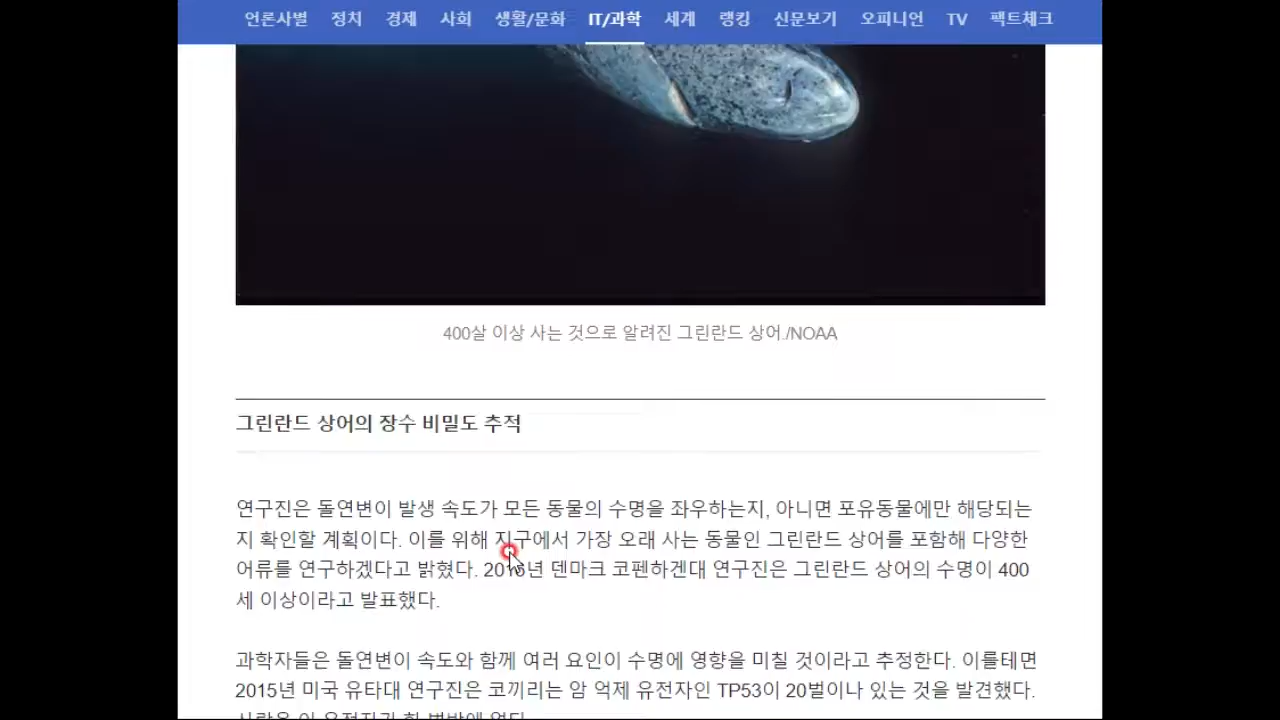 언론사별 정치 경제 사회 생활/문화 IT/과학 세계 랭킹 신문보기 오피니언 TV 팩트체크
400살 이상 사는 것으로 알려진 그린란드 상어./NOAA
그린란드 상어의 장수 비밀도 추적
연구진은 돌연변이 발생 속도가 모든 동물의 수명을 좌우하는지, 아니면 포유동물에만 해당되는
지 확인할 계획이다. 이를 위해 지구에서 가장 오래 사는 동물인 그린란드 상어를 포함해 다양한
어류를 연구하겠다고 밝혔다. 2016년 덴마크 코펜하겐대 연구진은 그린란드 상어의 수명이 400
세 이상이라고 발표했다.
과학자들은 돌연변이 속도와 함께 여러 요인이 수명에 영향을 미칠 것이라고 추정한다. 이를테면
2015년 미국 유타대 연구진은 코끼리는 암 억제 유전자인 TP53이 20벌이나 있는 것을 발견했다.